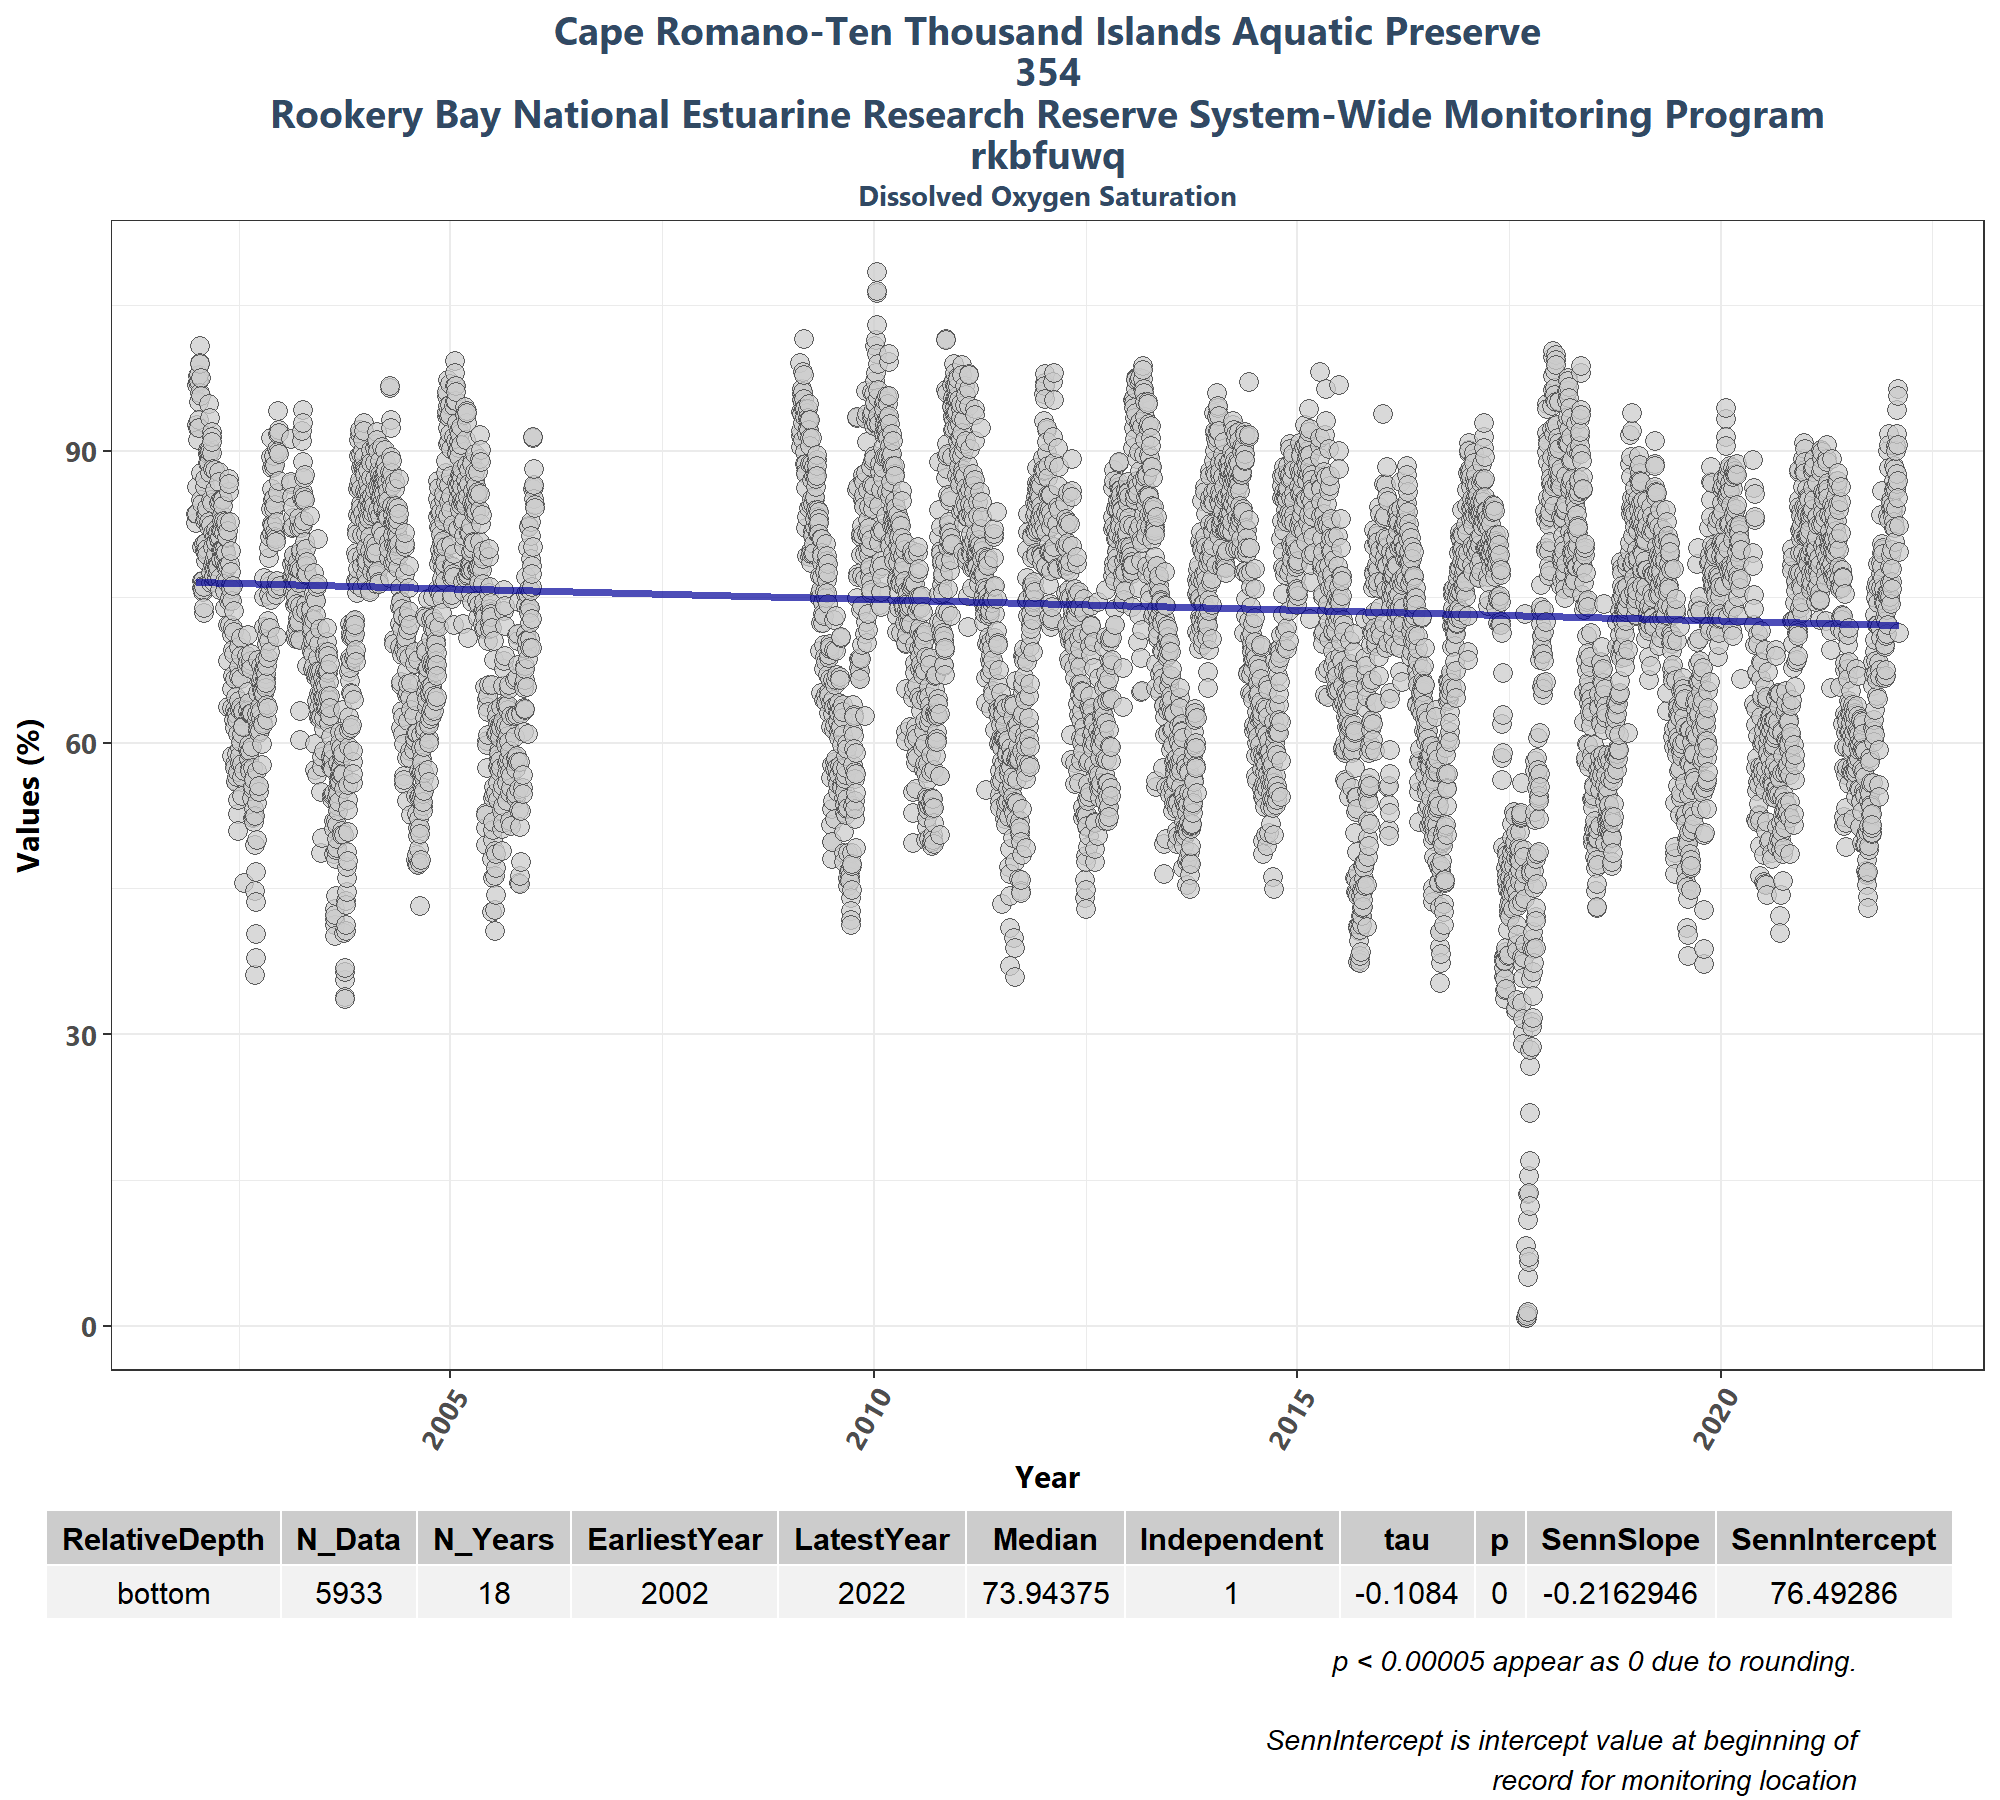 Cape Romano-Ten Thousand Islands Aquatic Preserve
354
Rookery Bay National Estuarine Research Reserve System-Wide Monitoring Program
rkbfuwq
Dissolved Oxygen Saturation
90
60
30
0
Values (%)
2005 2010 2015 2020
Year
RelativeDepth N_Data N_Years EarliestYear LatestYear Median Independent tau p SennSlope SennIntercept
bottom 5933 18 2002 2022 73.94375 1 -0.1084 0 -0.2162946 76.49286
p < 0.00005 appear as 0 due to rounding.
SennIntercept is intercept value at beginning of
record for monitoring location